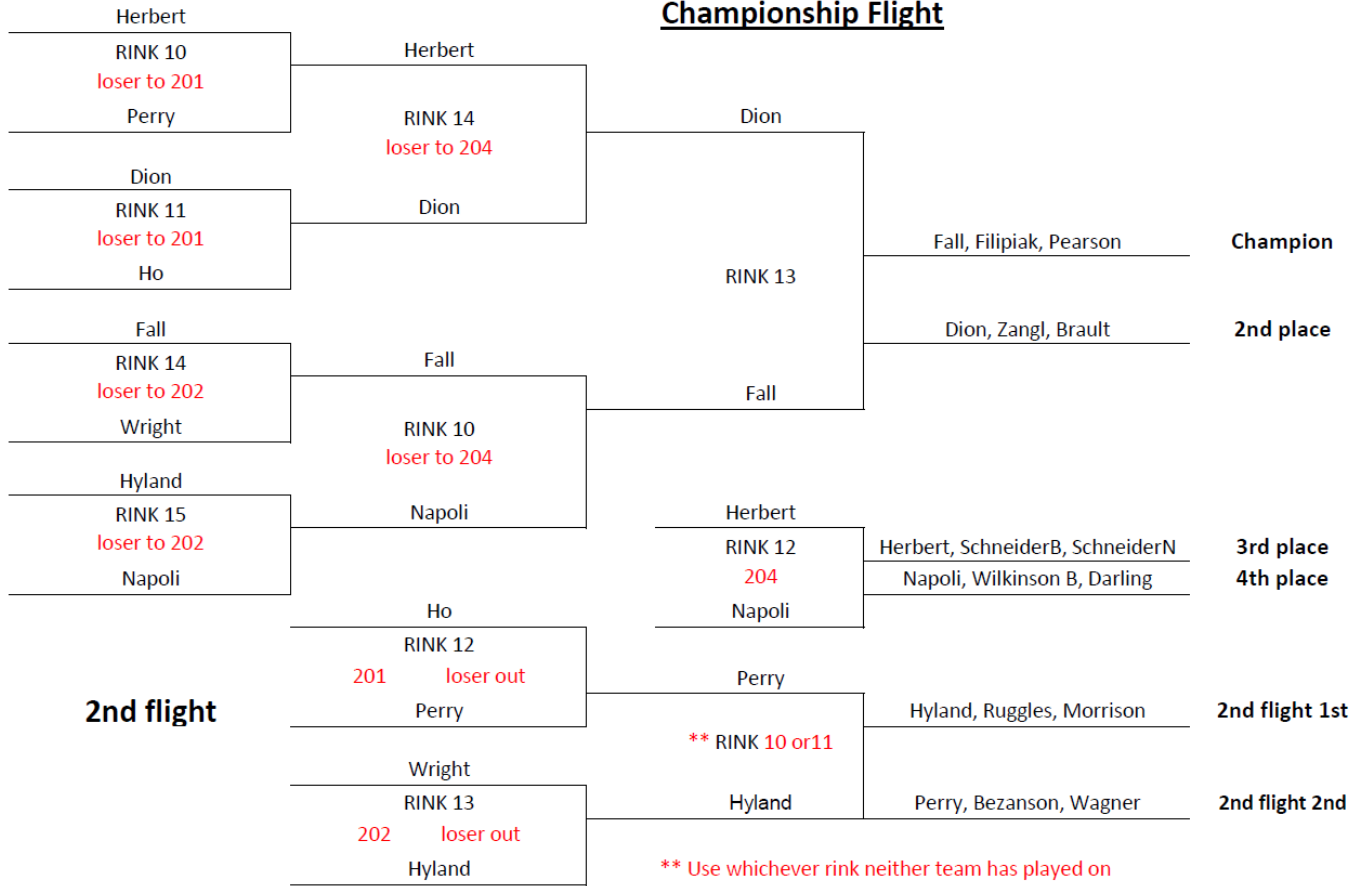 Championship Flight
Herbert
RINK 10
loser to 201
Perry
Herbert
RINK 14
loser to 204
Dion
Dion
RINK 11
loser to 201
Ho
Dion
RINK 13
Fall
Fall, Filipiak, Pearson Champion
Dion, Zangl, Brault 2nd place
Fall
RINK 14
loser to 202
Wright
Fall
RINK 10
loser to 204
Napoli
Hyland
RINK 15
loser to 202
Napoli
Herbert
RINK 12
204
Napoli
Herbert, SchneiderB, SchneiderN 3rd place
Napoli, Wilkinson B, Darling 4th place
2nd flight
Ho
RINK 12
201 loser out
Perry
Wright
RINK 13
202 loser out
Hyland
Perry
** RINK 10 or11
Hyland
Hyland, Ruggles, Morrison 2nd flight 1st
Perry, Bezanson, Wagner 2nd flight 2nd
** Use whichever rink neither team has played on